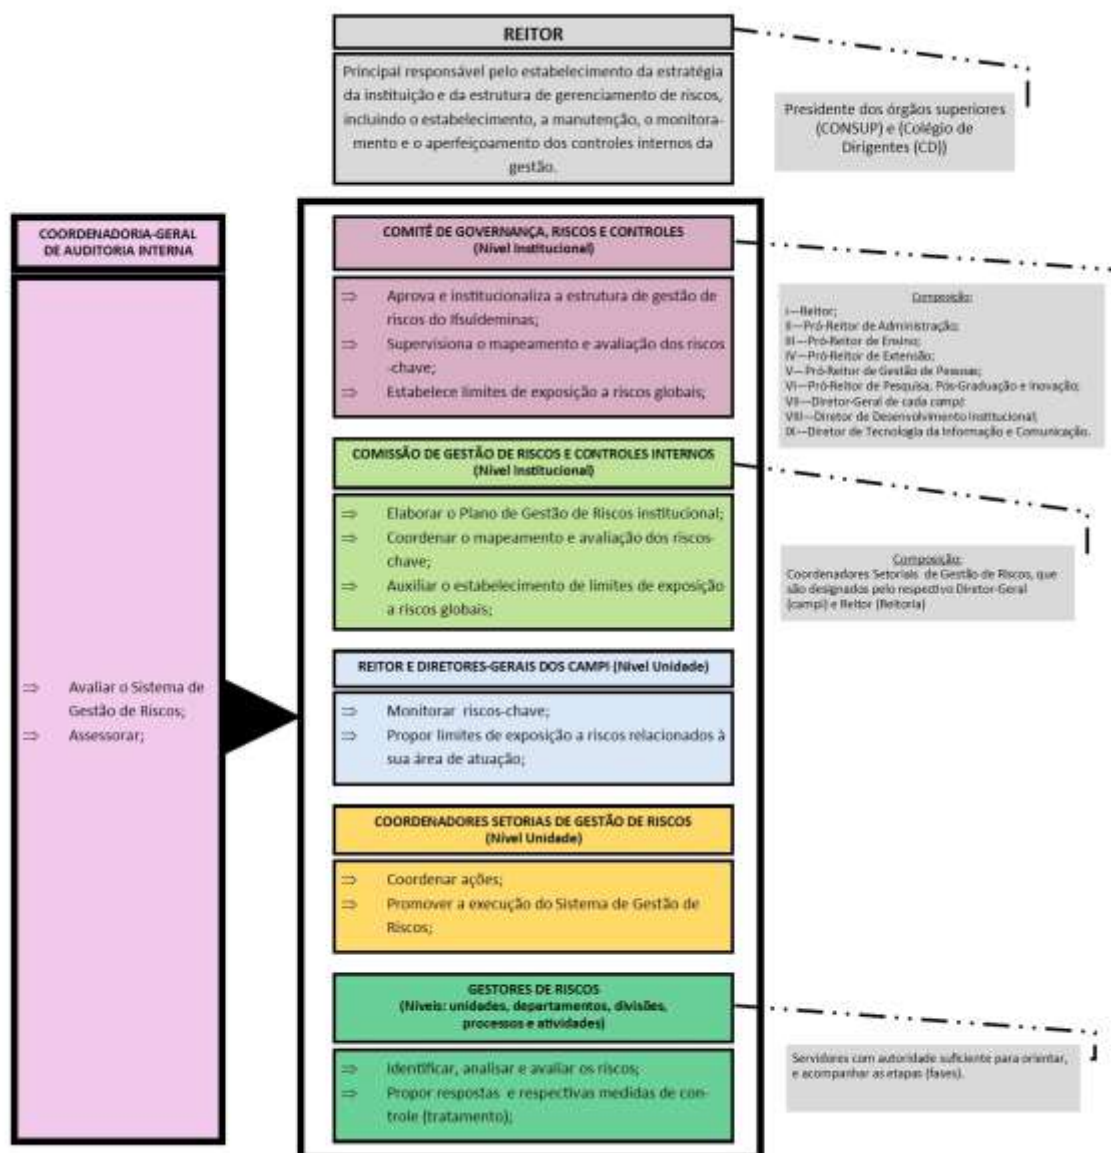 REITOR
Principal responsável pelo estabelecimento da estratégia
da instituição e da estrutura de gerenciamento de riscos,
incluindo o estabelecimento, a manutenção, o monitora-
mento e o aperfeiçoamento dos controles internos da
gestão.
Presidente dos órgãos superiores
(CONSUP) e (Colégio de
Dirigentes (CD))
COORDENADORIA-GERAL
DE AUDITORIA INTERNA
⇒ Avaliar o Sistema de
Gestão de Riscos;
⇒ Assessorar;
COMITÊ DE GOVERNANÇA, RISCOS E CONTROLES
(Nível Institucional)
⇒ Aprova e institucionaliza a estrutura de gestão de
riscos do Ifsuldeminas;
⇒ Supervisiona o mapeamento e avaliação dos riscos
-chave;
⇒ Estabelece limites de exposição a riscos globais;
Composição:
I—Reitor;
II—Pró-Reitor de Administração;
III—Pró-Reitor de Ensino;
IV—Pró-Reitor de Extensão;
V—Pró-Reitor de Gestão de Pessoas;
VI—Pró-Reitor de Pesquisa, Pós-Graduação e Inovação;
VII—Diretor-Geral de cada campi
VIII—Diretor de Desenvolvimento Institucional;
IX—Diretor de Tecnologia da Informação e Comunicação.
COMISSÃO DE GESTÃO DE RISCOS E CONTROLES INTERNOS
(Nível Institucional)
⇒ Elaborar o Plano de Gestão de Riscos institucional;
⇒ Coordenar o mapeamento e avaliação dos riscos-
chave;
⇒ Auxiliar o estabelecimento de limites de exposição
a riscos globais;
Composição:
Coordenadores Setoriais de Gestão de Riscos, que
são designados pelo respectivo Diretor-Geral
(campi) e Reitor (Reitoria)
REITOR E DIRETORES-GERAIS DOS CAMPI (Nível Unidade)
⇒ Monitorar riscos-chave;
⇒ Propor limites de exposição a riscos relacionados à
sua área de atuação;
COORDENADORES SETORIAS DE GESTÃO DE RISCOS
(Nível Unidade)
⇒ Coordenar ações;
⇒ Promover a execução do Sistema de Gestão de
Riscos;
GESTORES DE RISCOS
(Níveis: unidades, departamentos, divisões,
processos e atividades)
⇒ Identificar, analisar e avaliar os riscos;
⇒ Propor respostas e respectivas medidas de con-
trole (tratamento);
Servidores com autoridade suficiente para orientar,
e acompanhar as etapas (fases).